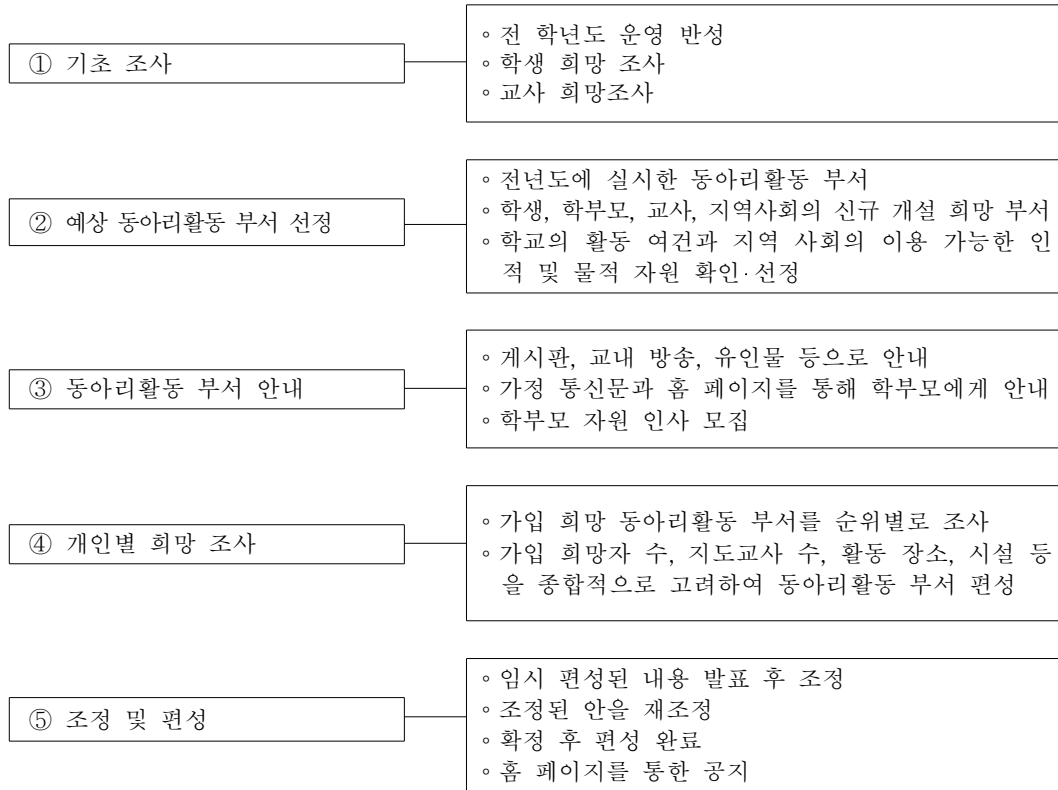 ① 기초 조사
◦ 전 학년도 운영 반성
◦ 학생 희망 조사
◦ 교사 희망조사
② 예상 동아리활동 부서 선정
◦ 전년도에 실시한 동아리활동 부서
◦ 학생, 학부모, 교사, 지역사회의 신규 개설 희망 부서
◦ 학교의 활동 여건과 지역 사회의 이용 가능한 인
적 및 물적 자원 확인·선정
③ 동아리활동 부서 안내
◦ 게시판, 교내 방송, 유인물 등으로 안내
◦ 가정 통신문과 홈 페이지를 통해 학부모에게 안내
◦ 학부모 자원 인사 모집
④ 개인별 희망 조사
◦ 가입 희망 동아리활동 부서를 순위별로 조사
◦ 가입 희망자 수, 지도교사 수, 활동 장소, 시설 등
을 종합적으로 고려하여 동아리활동 부서 편성
⑤ 조정 및 편성
◦ 임시 편성된 내용 발표 후 조정
◦ 조정된 안을 재조정
◦ 확정 후 편성 완료
◦ 홈 페이지를 통한 공지